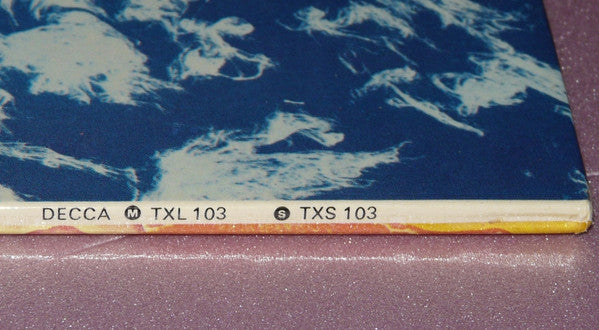 DECCA Ⓜ TXL 103 Ⓢ TXS 103